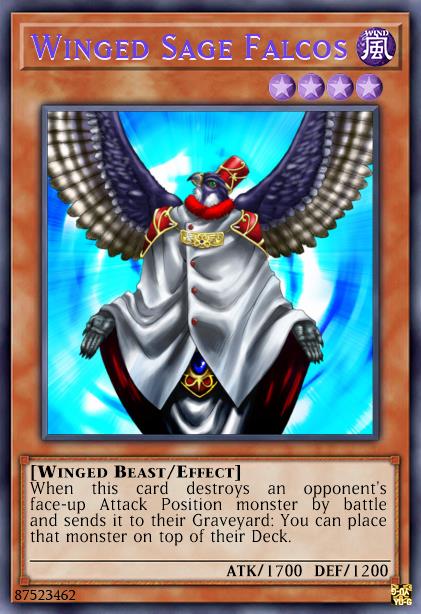 WINGED SAGE FALCOS
WIND
風
[WINGED BEAST/EFFECT]
When this card destroys an opponent's
face-up Attack Position monster by battle
and sends it to their Graveyard: You can place
that monster on top of their Deck.
ATK/1700 DEF/1200
87523462